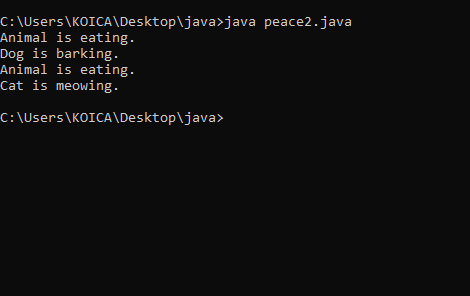 C:\Users\KOICA\Desktop\java>java peace2.java
Animal is eating.
Dog is barking.
Animal is eating.
Cat is meowing.
C:\Users\KOICA\Desktop\java>